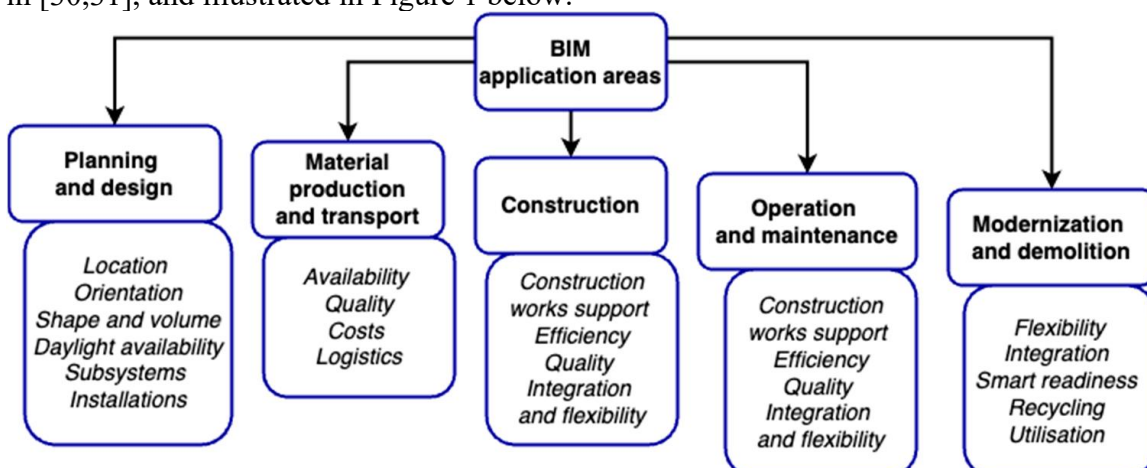 in [30,31], and illustrated in Figure 1 below.
BIM
application areas
Planning
and design
Location
Orientation
Shape and volume
Daylight availability
Subsystems
Installations
Material
production
and transport
Availability
Quality
Costs
Logistics
Construction
Construction
works support
Efficiency
Quality
Integration
and flexibility
Operation
and maintenance
Construction
works support
Efficiency
Quality
Integration
and flexibility
Modernization
and demolition
Flexibility
Integration
Smart readiness
Recycling
Utilisation